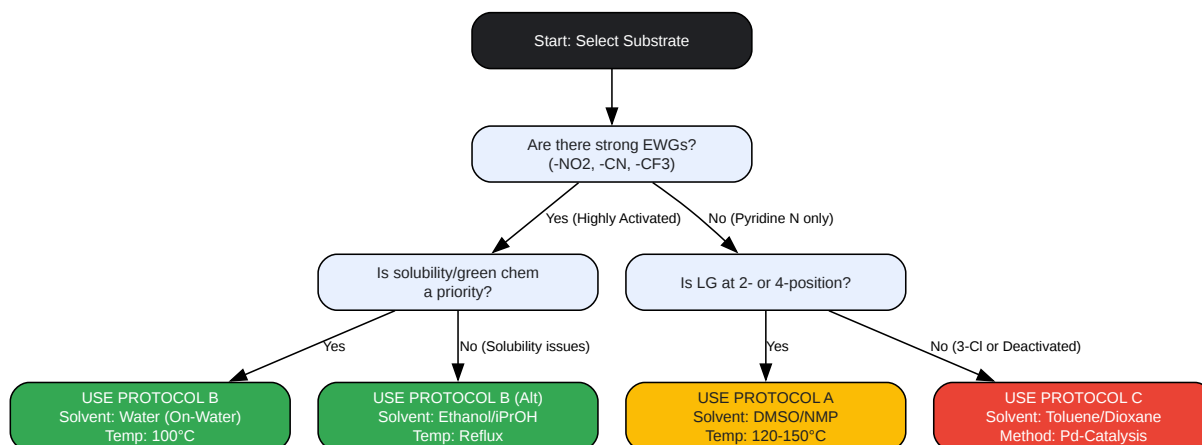 Start: Select Substrate
Are there strong EWGs?
(-NO2, -CN, -CF3)
Yes (Highly Activated)
No (Pyridine N only)
Is solubility/green chem
a priority?
Is LG at 2- or 4-position?
Yes
No (Solubility issues)
Yes
No (3-Cl or Deactivated)
USE PROTOCOL B
Solvent: Water (On-Water)
Temp: 100°C
USE PROTOCOL B (Alt)
Solvent: Ethanol/iPrOH
Temp: Reflux
USE PROTOCOL A
Solvent: DMSO/NMP
Temp: 120-150°C
USE PROTOCOL C
Solvent: Toluene/Dioxane
Method: Pd-Catalysis